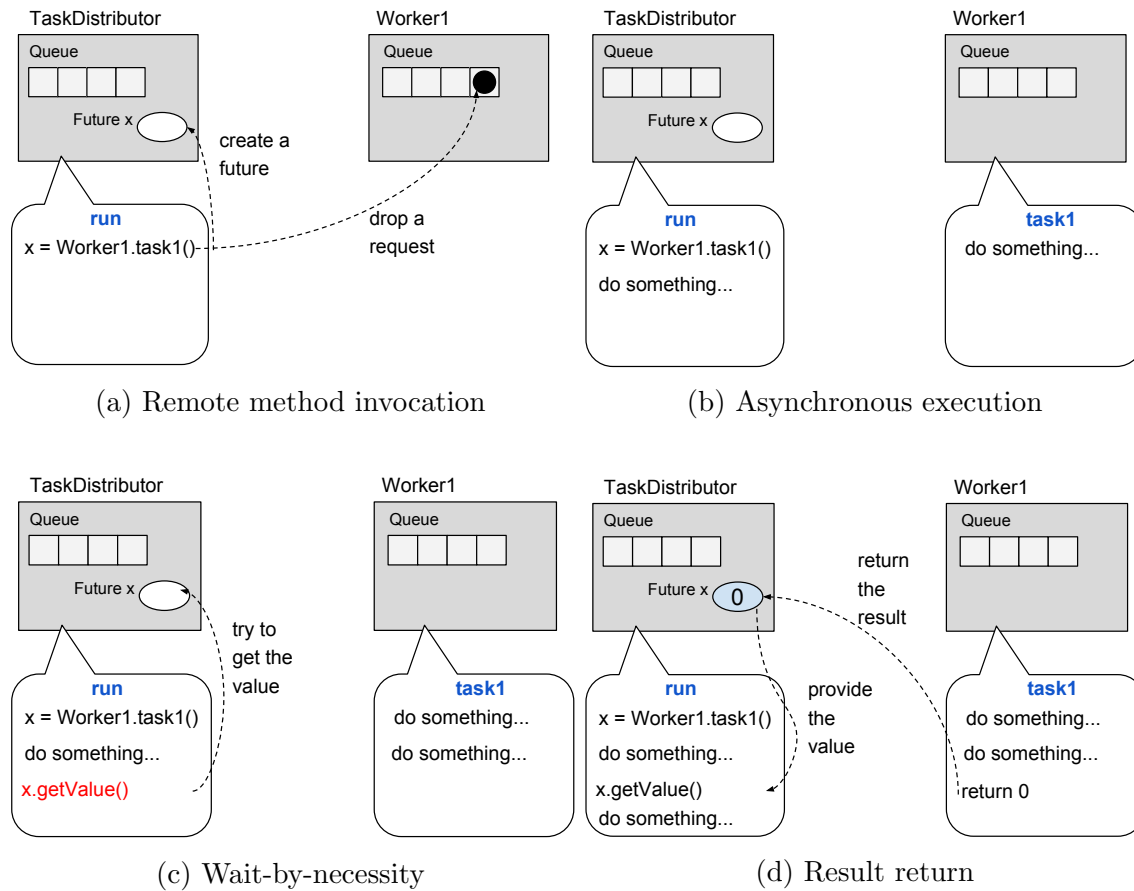 TaskDistributor
Worker1
Queue
Future x
create a
future
drop a
request
run
x = Worker1.task1()
(a) Remote method invocation
TaskDistributor
Worker1
Queue
Future x
run
x = Worker1.task1()
do something...
task1
do something...
(b) Asynchronous execution
TaskDistributor
Worker1
Queue
Future x
try to
get the
value
run
x = Worker1.task1()
do something...
x.getValue()
task1
do something...
do something...
(c) Wait-by-necessity
TaskDistributor
Worker1
Queue
Future x
0
return
the
result
provide
the
value
run
x = Worker1.task1()
do something...
x.getValue()
do something...
task1
do something...
do something...
return 0
(d) Result return